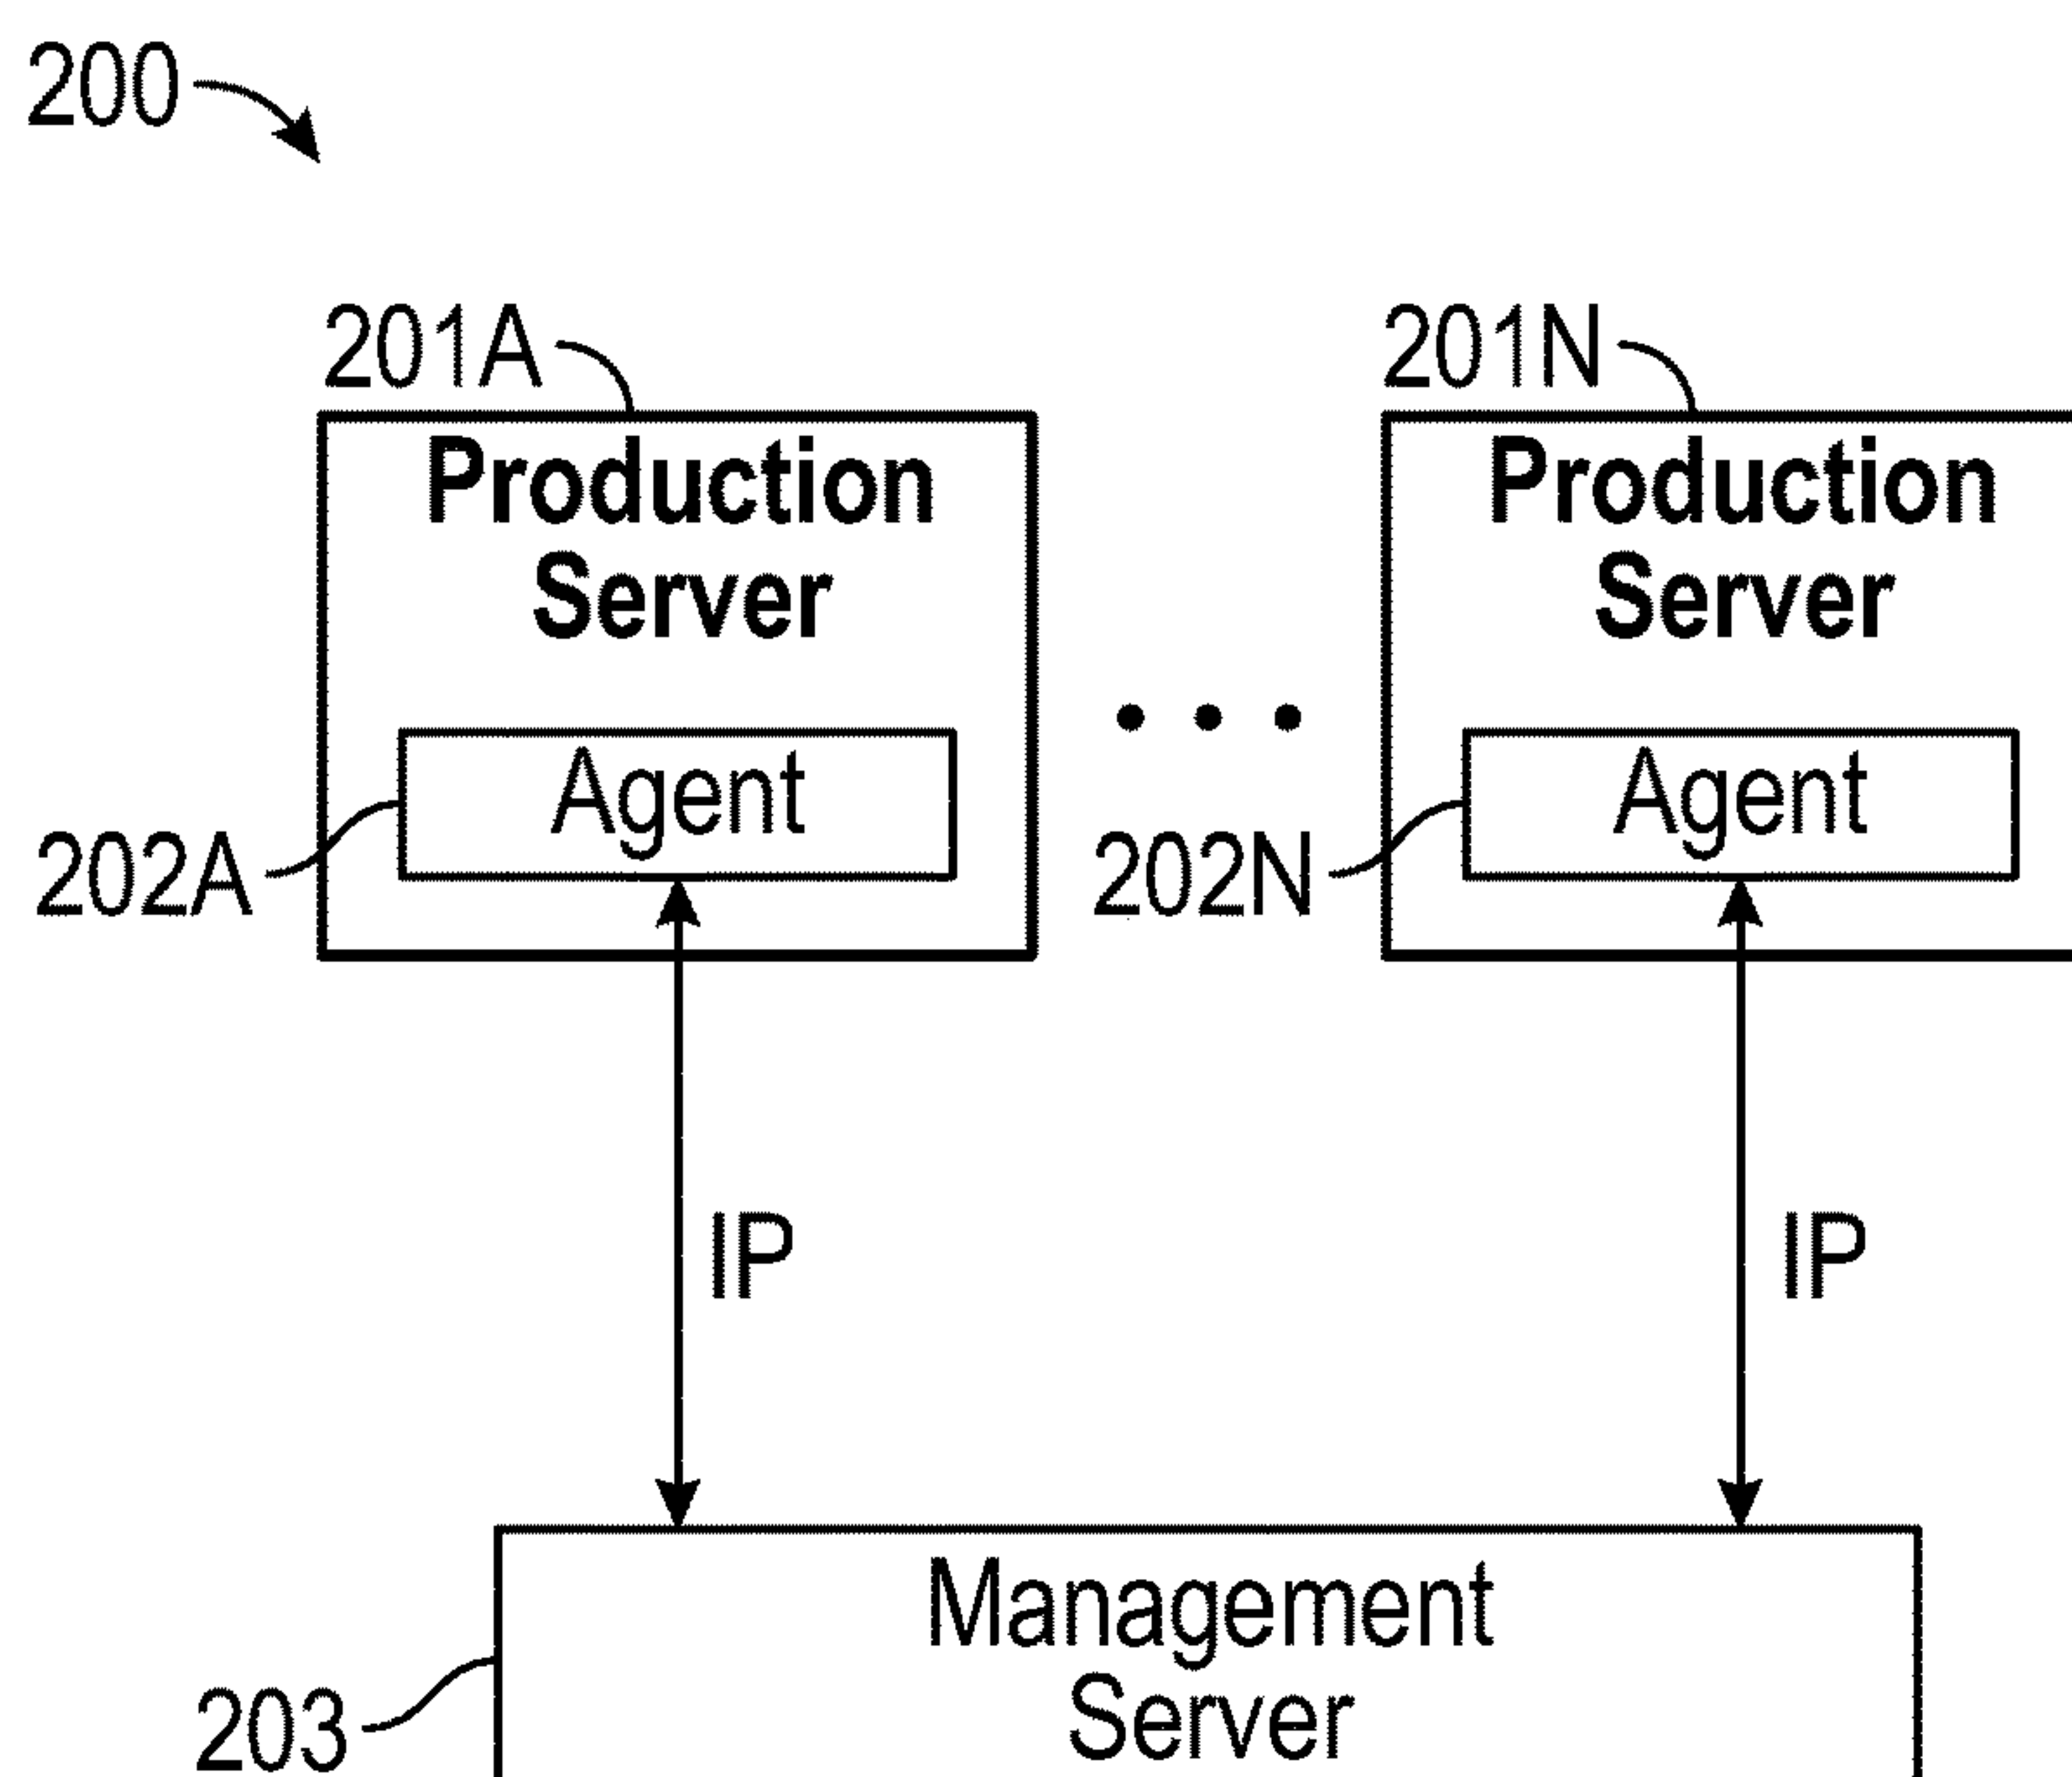 200
201A
201N
Production
Server
Production
Server
Agent
Agent
202A
202N
IP
IP
Management
Server
203